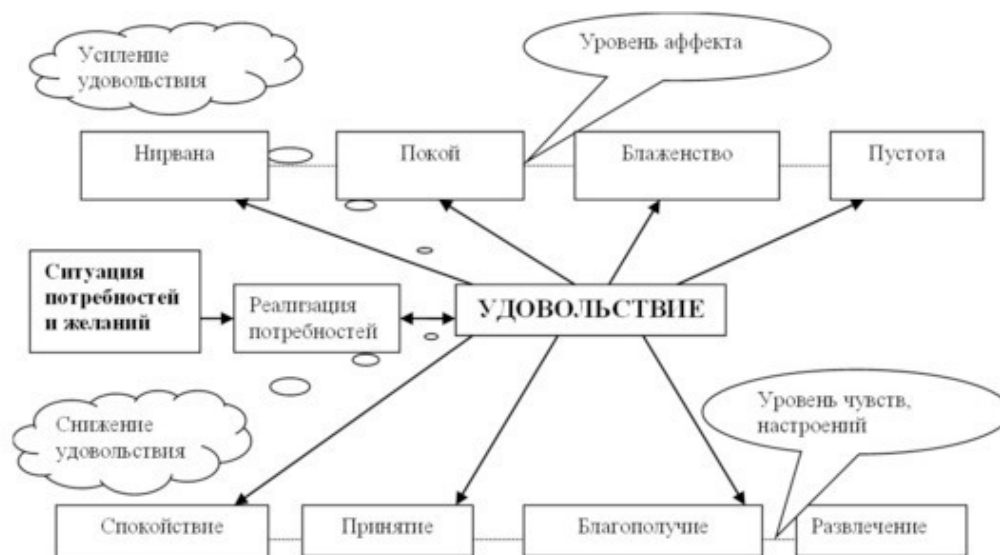 Усиление
удовольствия
Уровень аффекта
Нирвана
Покой
Блаженство
Пустота
Ситуация
потребностей
и желаний
Реализация
потребностей
УДОВОЛЬСТВИЕ
Снижение
удовольствия
Уровень чувств,
настроений
Спокойствие
Принятие
Благополучие
Развлечение